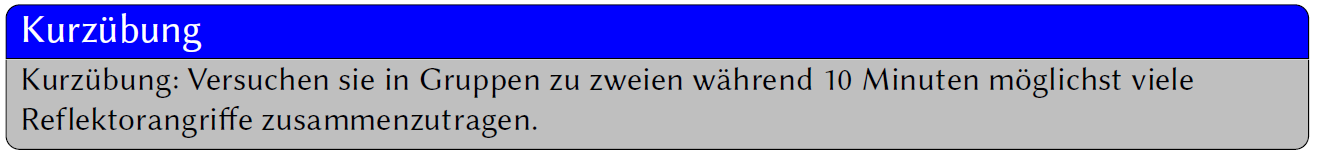 Kurzübung
Kurzübung: Versuchen sie in Gruppen zu zweien während 10 Minuten möglichst viele
Reflektorangriffe zusammenzutragen.